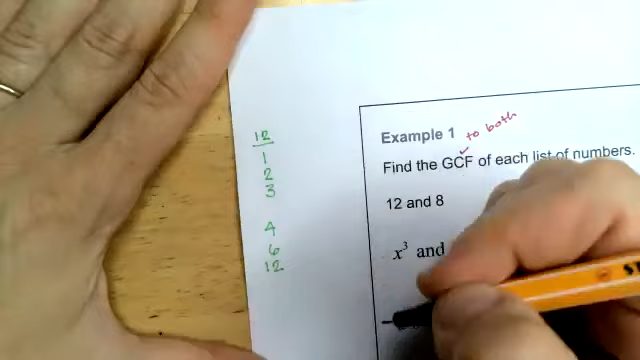 12
1
2
3
4
6
12
Example 1 to both
Find the GCF of each list of numbers.
12 and 8
x³ and